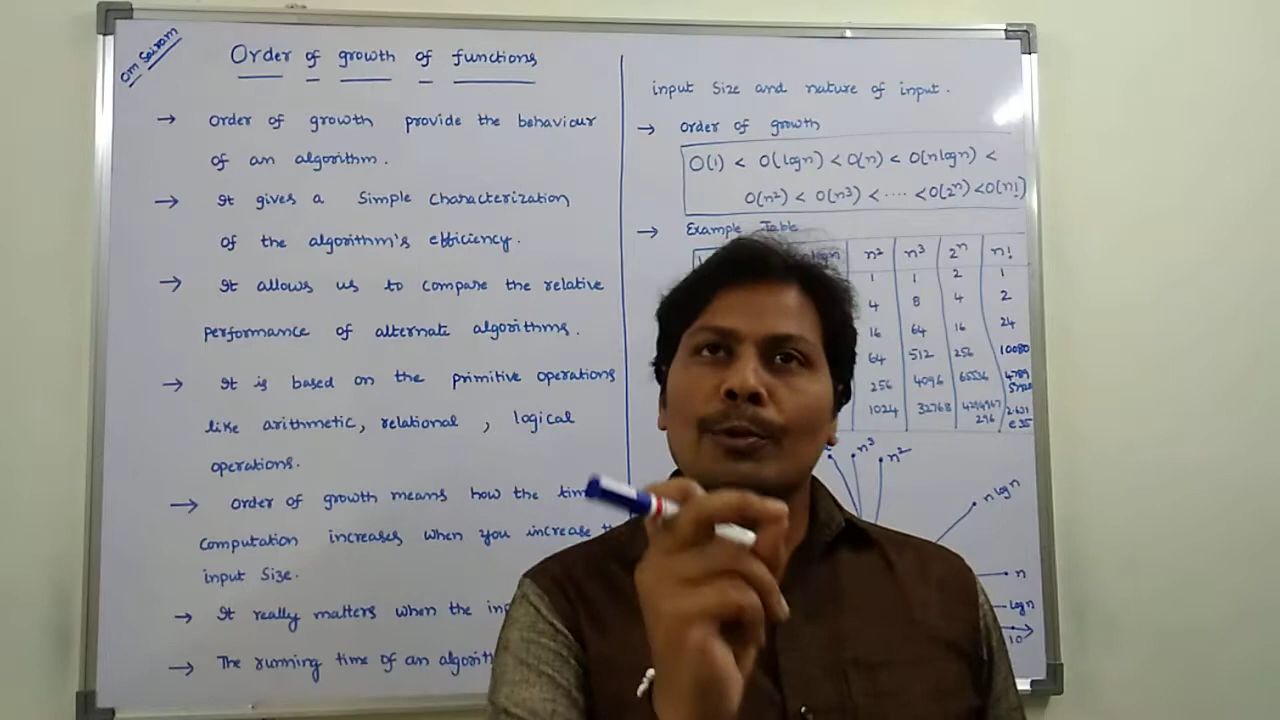 Om Sairam
Order of growth of functions
→ Order of growth provide the behaviour
of an algorithm.
→ It gives a Simple Characterization
of the algorithm's efficiency.
→ It allows us to compare the relative
performance of alternate algorithms.
→ It is based on the primitive operations
like arithmetic, relational, logical
operations.
→ Order of growth means how the
computation increases when you increase
input Size.
→ It really matters when the
→ The running time of an
input Size and nature of input.
→ Order of growth
O(1) < O(logn) < O(n) < O(nlogn) <
O(n²) < O(n³) < .... < O(2ⁿ) < O(n!)
→ Example Table
n² n³ 2ⁿ n!
1 1 2 1
4 8 4 2
16 64 16 24
64 512 256 10080
256 4096 65536
1024 32768 4294967
296
n³ n²
nlogn
n
logn
10